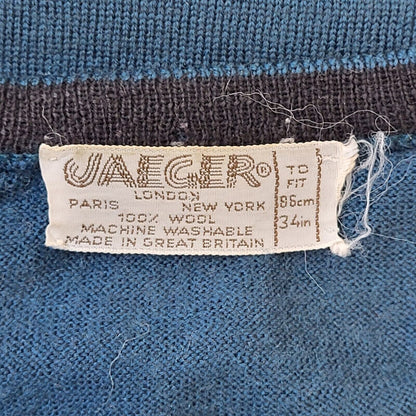 JAEGER®
LONDON
PARIS NEW YORK
100% WOOL
MACHINE WASHABLE
MADE IN GREAT BRITAIN
TO
FIT
86cm
34in